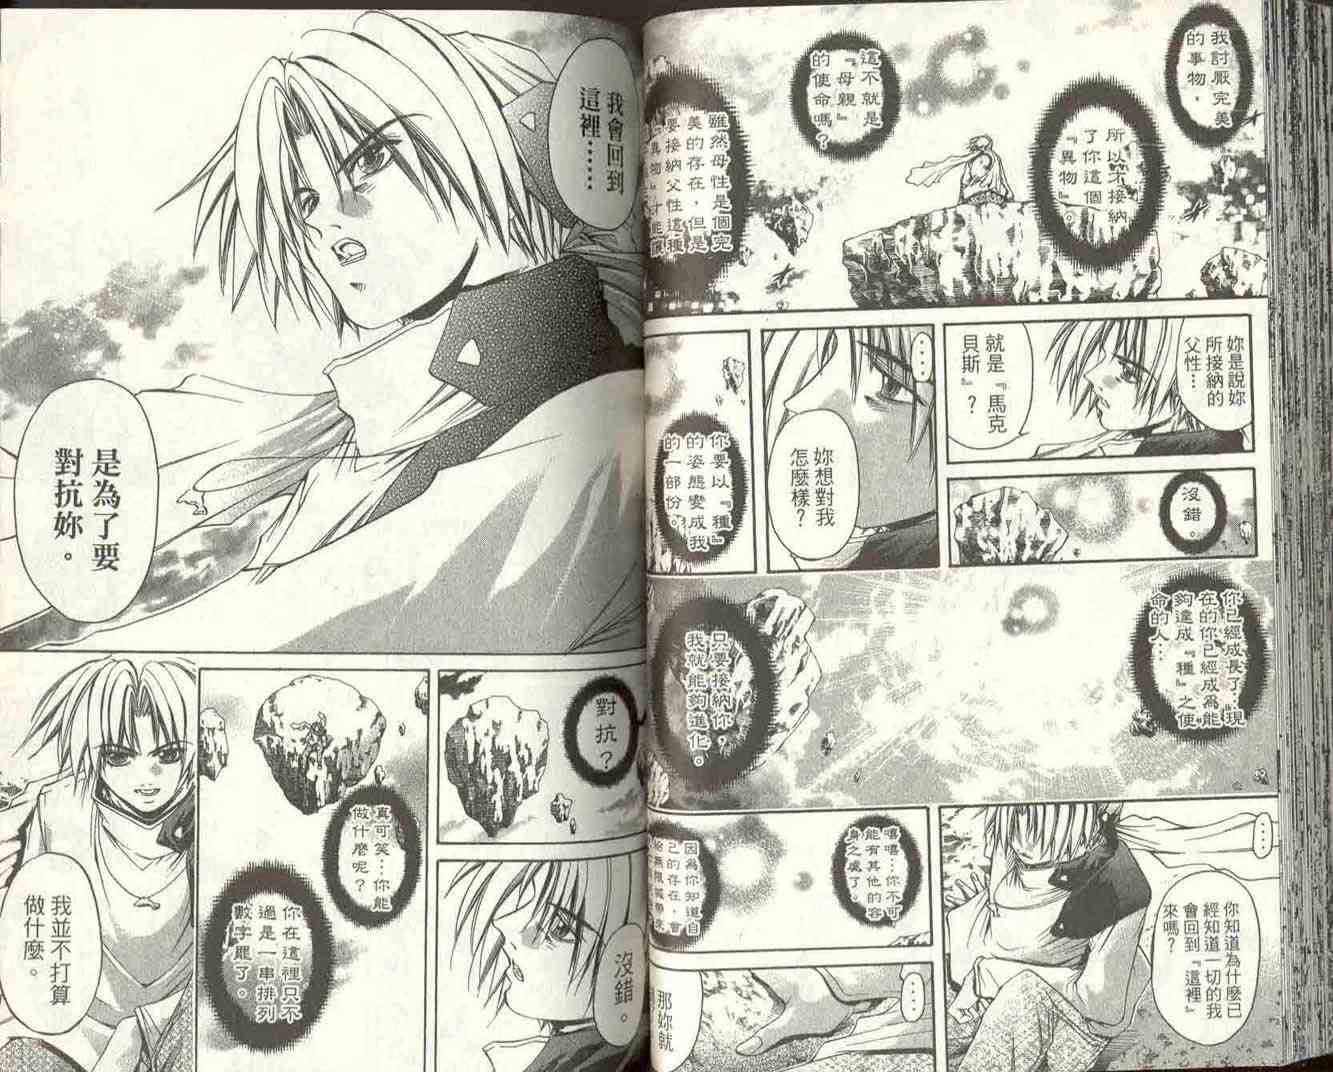 我討厭完美
的事物，
所以不接納
了你這個
『異物』。
這不就是
『母親』
的使命嗎？
雖然母性是個完
美的存在，但是
要接納父性這種
妳是說妳
所接納的
父性…
就是『馬克
貝斯』？
……
妳想對我
怎麼樣？
沒錯。
你要以『種』
的姿態變成我
的一部份。
你已經成長了…現
在的你已經成為能
夠達成『種』之使
命的人…
只要接納你，
我就能夠進化。
……
你知道為什麼已
經知道一切的我
會回到『這裡』
來嗎？
嘻嘻…你不可
能有其他的容
身之處了。
因為你知道自
己的存在，會
……
那妳就
我會回到
這裡……
是為了要
對抗妳。
對抗？
沒錯。
真可笑…你能
做什麼呢？
你在這裡只不
過是一串排列
數字罷了。
我並不打算
做什麼。